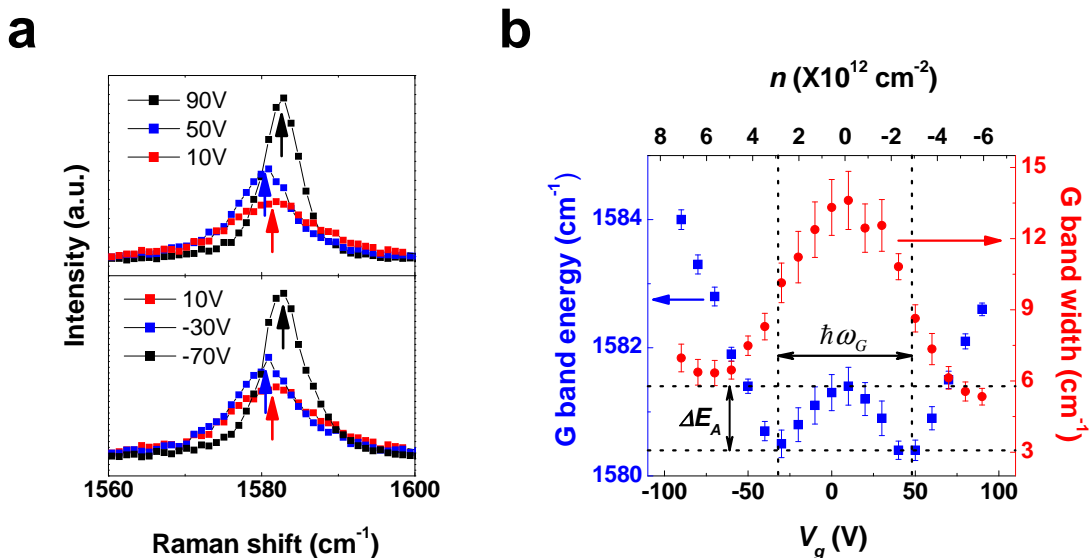 a
90V
50V
10V
10V
-30V
-70V
Intensity (a.u.)
1560 1580 1600
Raman shift (cm-1)
b
n (X10¹² cm⁻²)
8 6 4 2 0 -2 -4 -6
G band energy (cm⁻¹)
1584
1582
1580
ħω_G
ΔE_A
15
12
9
6
3
G band width (cm⁻¹)
-100 -50 0 50 100
V_g (V)